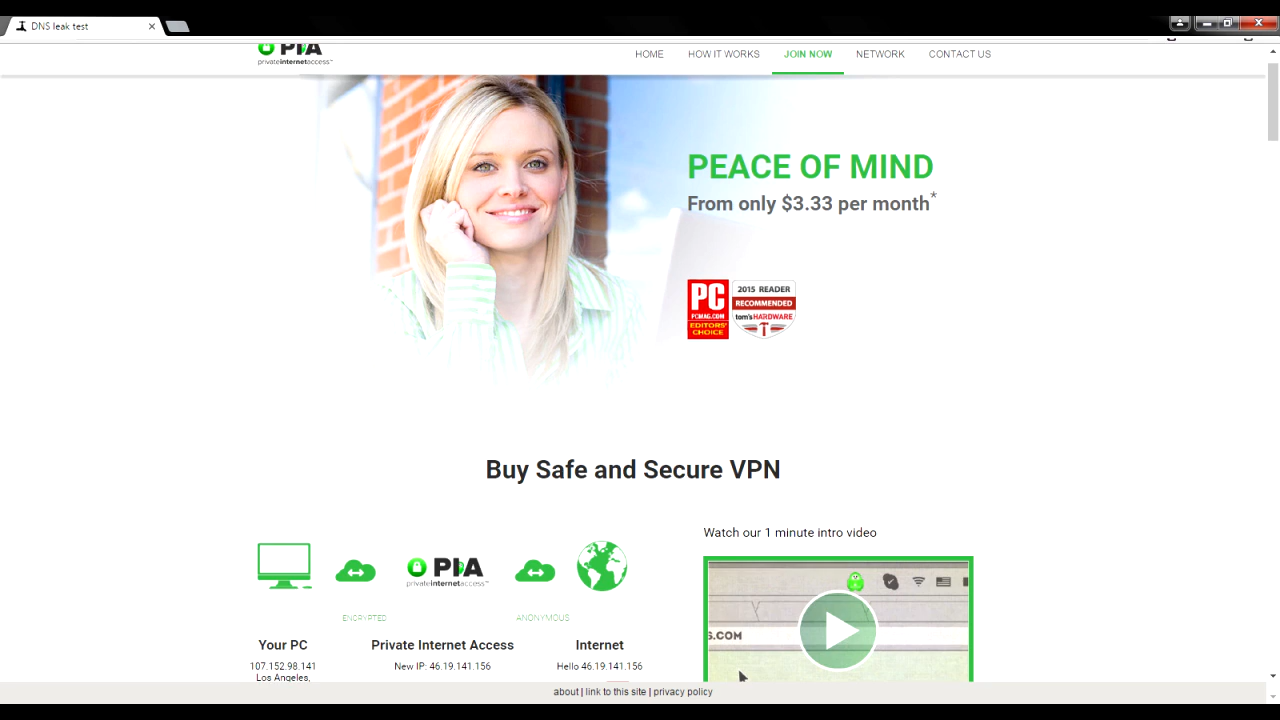 DNS leak test
PIA
privateinternetaccess™
HOME HOW IT WORKS JOIN NOW NETWORK CONTACT US
PEACE OF MIND
From only $3.33 per month*
PC
PCMAG.COM
EDITORS'
CHOICE
2015 READER
RECOMMENDED
tom's HARDWARE
Buy Safe and Secure VPN
Watch our 1 minute intro video
PIA
privateinternetaccess™
ENCRYPTED ANONYMOUS
S.COM
Your PC Private Internet Access Internet
107.152.98.141 New IP: 46.19.141.156 Hello 46.19.141.156
Los Angeles,
about | link to this site | privacy policy